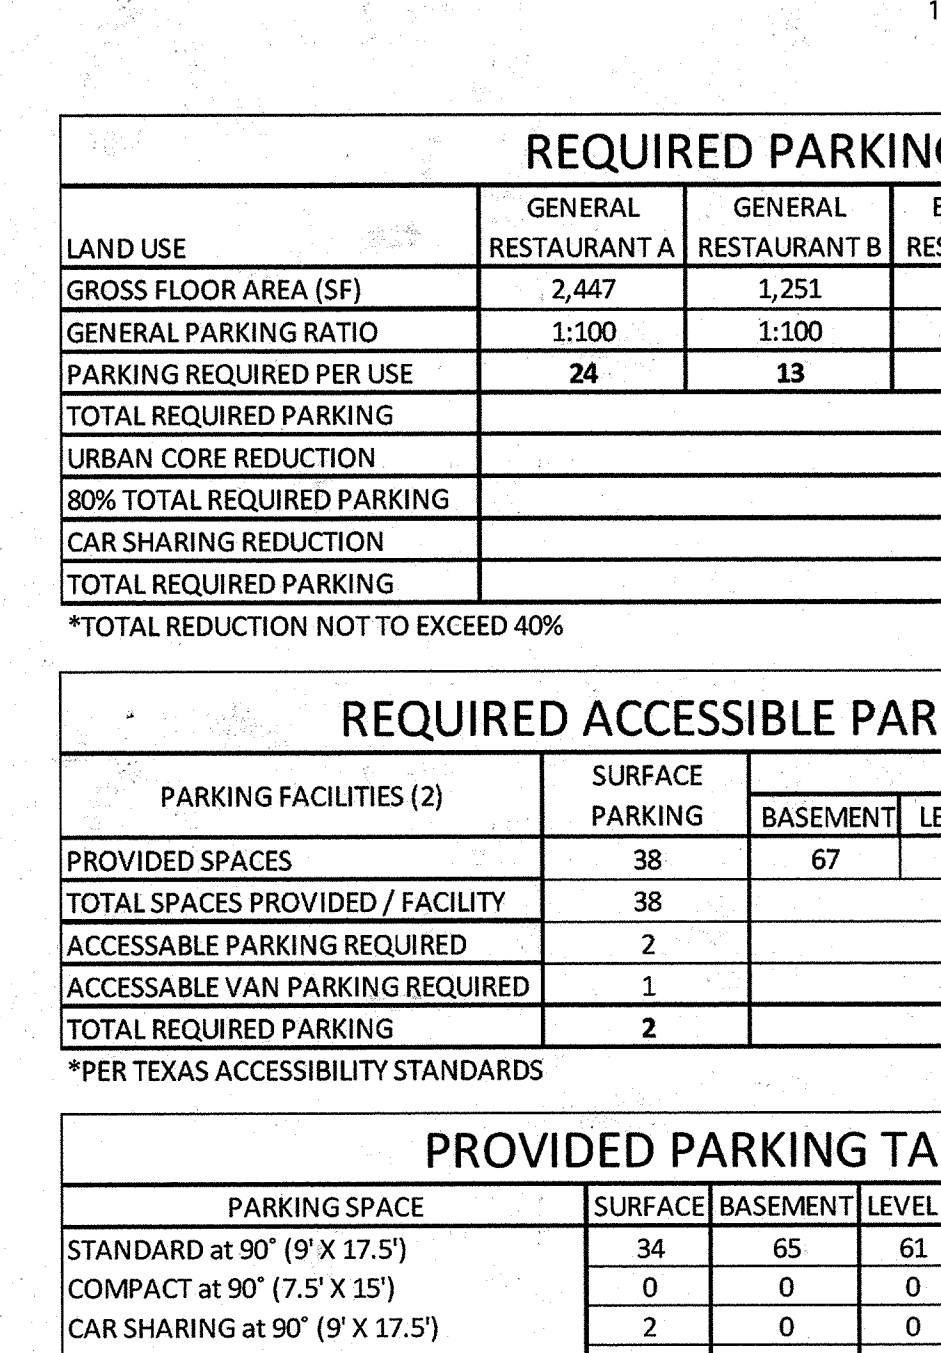 1
REQUIRED PARKING
LAND USE GENERAL RESTAURANT A GENERAL RESTAURANT B
GROSS FLOOR AREA (SF) 2,447 1,251
GENERAL PARKING RATIO 1:100 1:100
PARKING REQUIRED PER USE 24 13
TOTAL REQUIRED PARKING
URBAN CORE REDUCTION
80% TOTAL REQUIRED PARKING
CAR SHARING REDUCTION
TOTAL REQUIRED PARKING
*TOTAL REDUCTION NOT TO EXCEED 40%
REQUIRED ACCESSIBLE PAR
PARKING FACILITIES (2) SURFACE PARKING BASEMENT LE
PROVIDED SPACES 38 67
TOTAL SPACES PROVIDED / FACILITY 38
ACCESSABLE PARKING REQUIRED 2
ACCESSABLE VAN PARKING REQUIRED 1
TOTAL REQUIRED PARKING 2
*PER TEXAS ACCESSIBILITY STANDARDS
PROVIDED PARKING TA
PARKING SPACE SURFACE BASEMENT LEVEL
STANDARD at 90° (9' X 17.5') 34 65 61
COMPACT at 90° (7.5' X 15') 0 0 0
CAR SHARING at 90° (9' X 17.5') 2 0 0